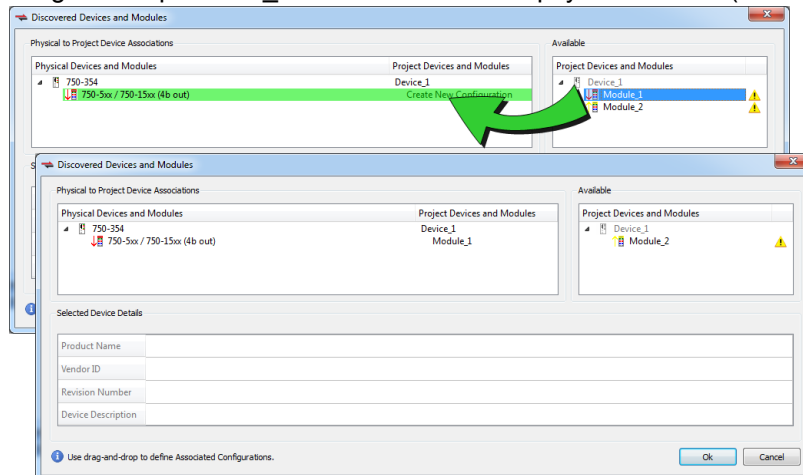 Discovered Devices and Modules
Physical to Project Device Associations
Available
Physical Devices and Modules Project Devices and Modules
Project Devices and Modules
750-354 Device_1
Device_1
750-5xx / 750-15xx (4b out) Create New Configuration
Module_1
Module_2
Discovered Devices and Modules
Physical to Project Device Associations
Available
Physical Devices and Modules Project Devices and Modules
Project Devices and Modules
750-354 Device_1
Device_1
750-5xx / 750-15xx (4b out) Module_1
Module_2
Selected Device Details
Product Name
Vendor ID
Revision Number
Device Description
Use drag-and-drop to define Associated Configurations.
Ok Cancel